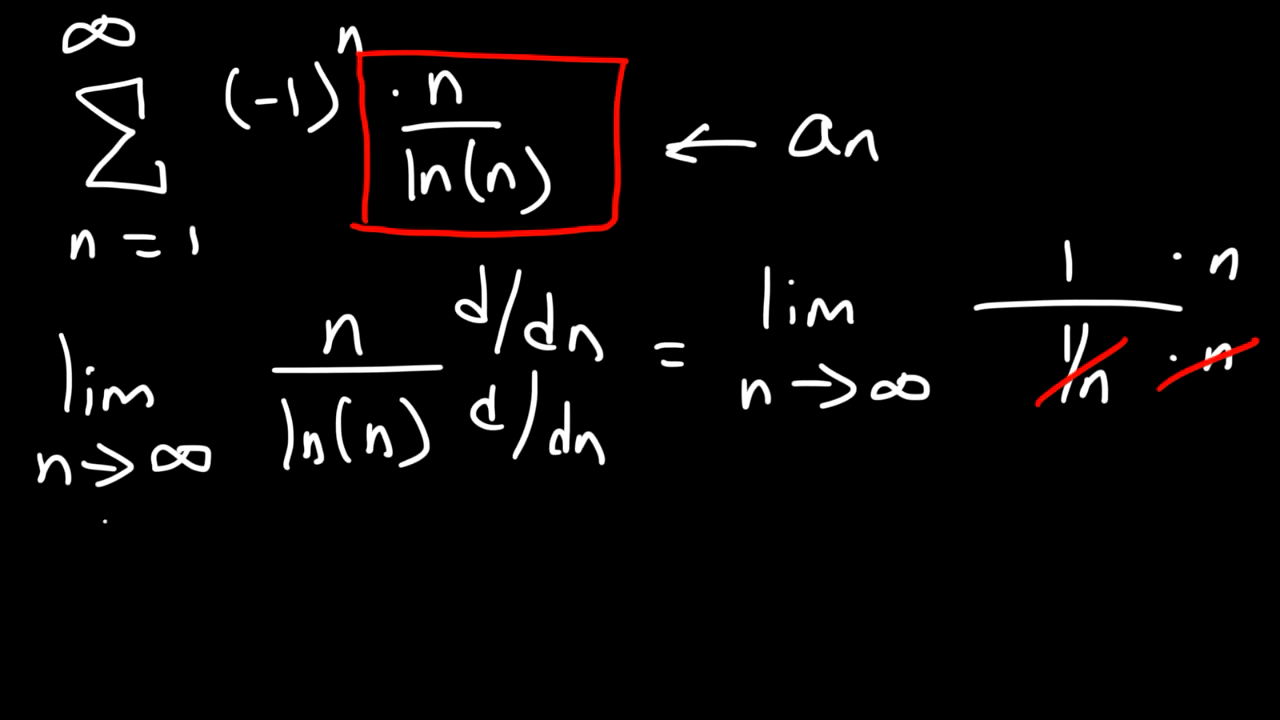 ∞
Σ (-1)^n · n / ln(n) ← an
n = 1
lim n / ln(n) d/dn d/dn = lim 1 · n / 1/n · n
n → ∞ n → ∞